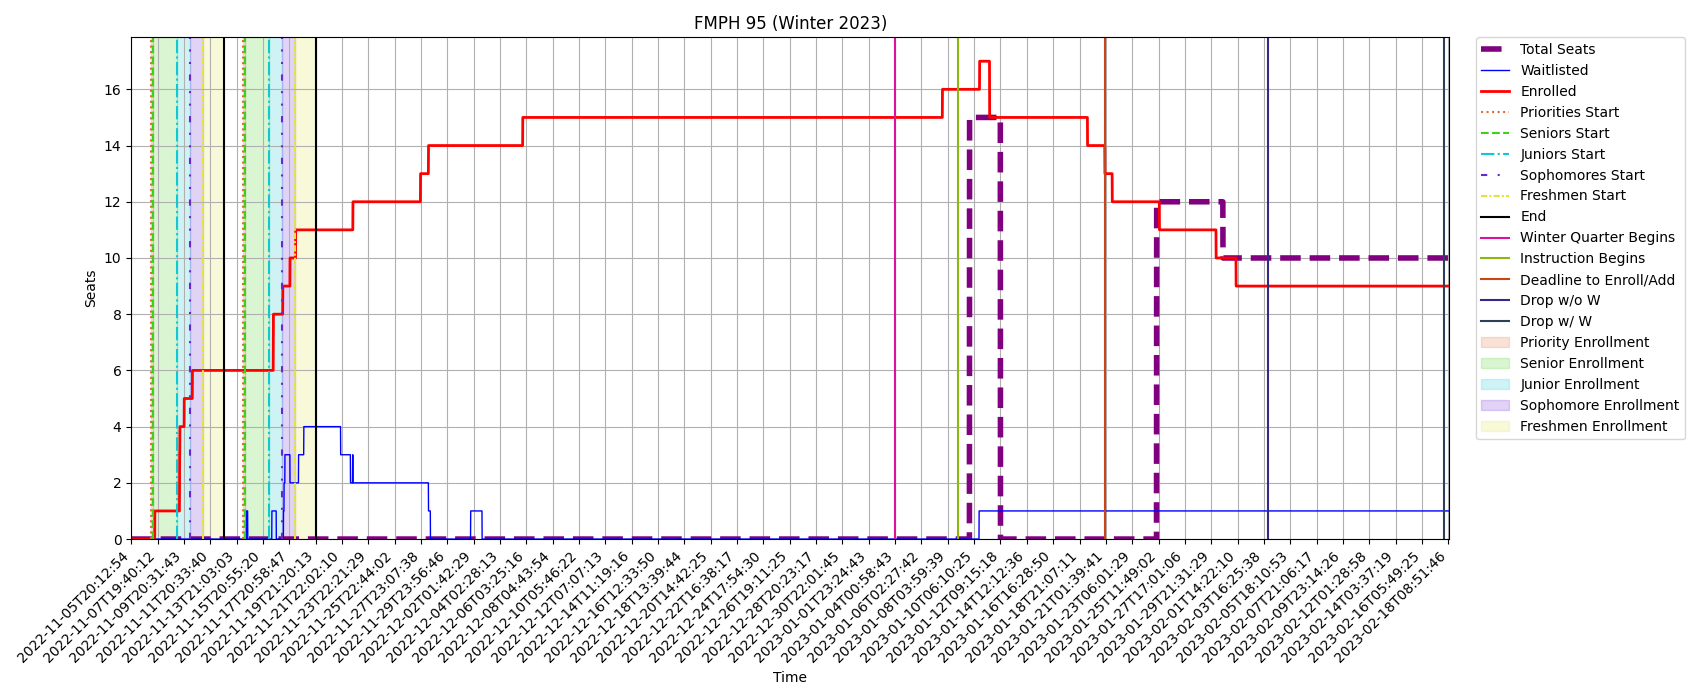 FMPH 95 (Winter 2023)
Seats
16
14
12
10
8
6
4
2
0
2022-11-05T20:12:54
2022-11-07T19:40:12
2022-11-09T20:31:43
2022-11-11T20:33:40
2022-11-13T21:03:03
2022-11-15T20:55:20
2022-11-17T20:58:47
2022-11-19T21:20:13
2022-11-21T22:02:10
2022-11-23T22:21:29
2022-11-25T22:44:02
2022-11-27T23:07:38
2022-11-29T23:56:46
2022-12-02T01:42:29
2022-12-04T02:28:13
2022-12-06T03:25:16
2022-12-08T04:43:54
2022-12-10T05:46:22
2022-12-12T07:07:13
2022-12-14T11:19:16
2022-12-16T12:33:50
2022-12-18T13:39:44
2022-12-20T14:42:25
2022-12-22T16:38:17
2022-12-24T17:54:30
2022-12-26T19:11:25
2022-12-28T20:23:17
2022-12-30T22:01:45
2023-01-01T23:24:43
2023-01-04T00:58:43
2023-01-06T02:27:42
2023-01-08T03:59:39
2023-01-10T06:10:25
2023-01-12T09:15:18
2023-01-14T12:12:36
2023-01-16T16:28:50
2023-01-18T21:07:11
2023-01-21T01:39:41
2023-01-23T06:01:29
2023-01-25T11:49:02
2023-01-27T17:01:06
2023-01-29T21:31:29
2023-02-01T14:22:10
2023-02-03T16:25:38
2023-02-05T18:10:53
2023-02-07T21:06:17
2023-02-09T23:14:26
2023-02-12T01:28:58
2023-02-14T03:37:19
2023-02-16T05:49:25
2023-02-18T08:51:46
Time
Total Seats
Waitlisted
Enrolled
Priorities Start
Seniors Start
Juniors Start
Sophomores Start
Freshmen Start
End
Winter Quarter Begins
Instruction Begins
Deadline to Enroll/Add
Drop w/o W
Drop w/ W
Priority Enrollment
Senior Enrollment
Junior Enrollment
Sophomore Enrollment
Freshmen Enrollment